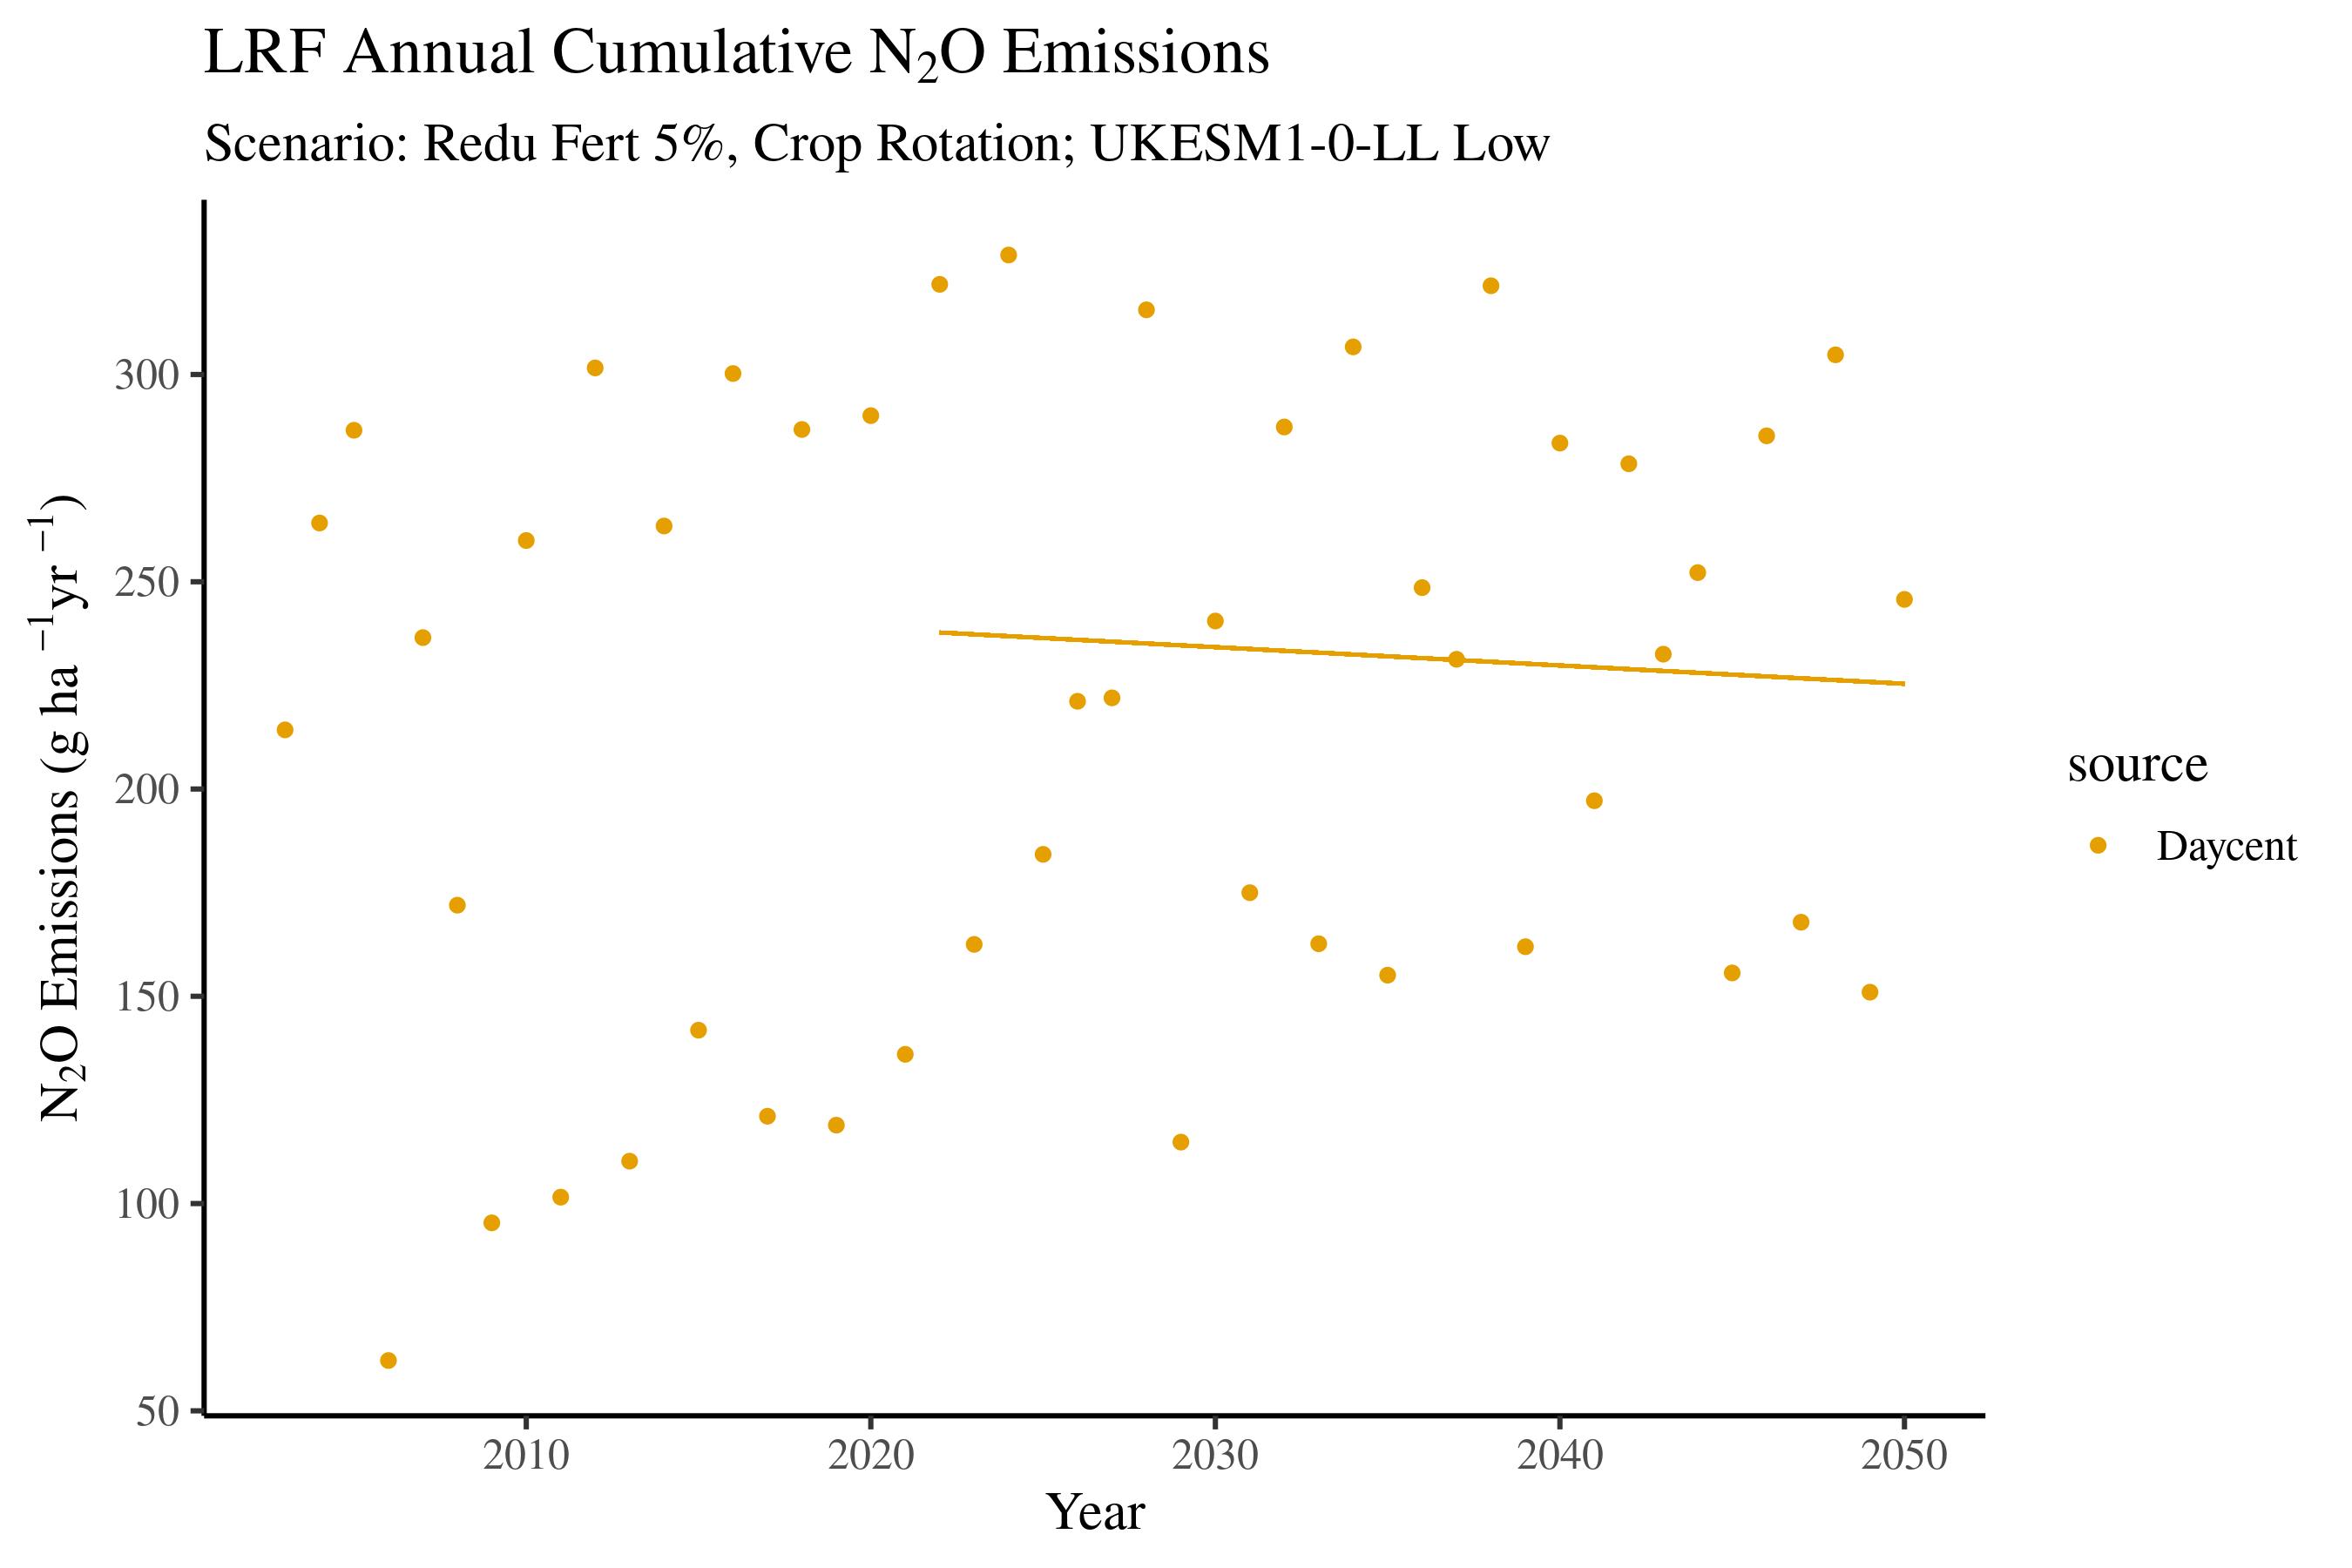 LRF Annual Cumulative N₂O Emissions
Scenario: Redu Fert 5%, Crop Rotation; UKESM1-0-LL Low
N₂O Emissions (g ha⁻¹yr⁻¹)
300
250
200
150
100
50
2010
2020
2030
2040
2050
Year
source
Daycent